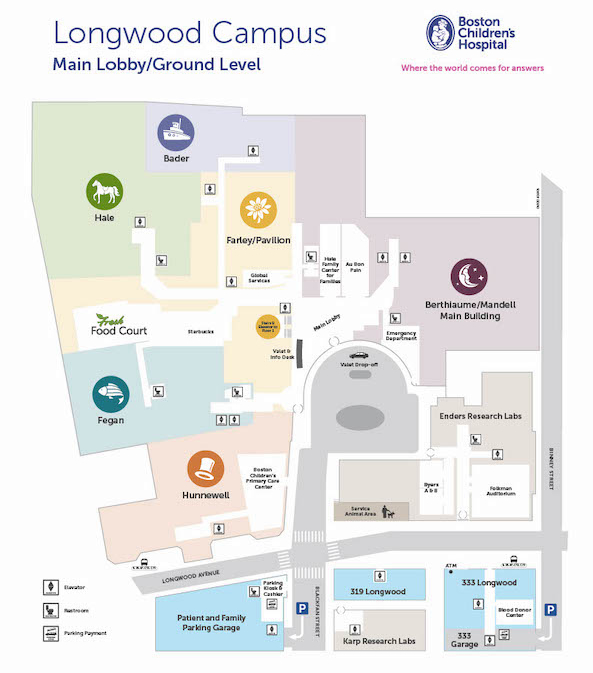 Longwood Campus
Main Lobby/Ground Level
Boston
Children's
Hospital
Where the world comes for answers
Bader
Hale
Farley/Pavilion
Global
Services
Hale
Family
Center
for
Families
Au Bon
Pain
Berthiaume/Mandell
Main Building
Fresh
Food Court
Starbucks
Main Lobby
Emergency
Department
Valet &
Info Desk
Valet Drop-off
Fegan
Enders Research Labs
Hunnewell
Boston
Children's
Primary Care
Center
Byers
A & B
Folkman
Auditorium
Service
Animal Area
BINNEY STREET
LONGWOOD AVENUE
BLACKFAN STREET
Elevator
Restroom
Parking Payment
Parking
Kiosk &
Cashier
P
Patient and Family
Parking Garage
319 Longwood
Karp Research Labs
ATM
333 Longwood
Blood Donor
Center
P
333
Garage